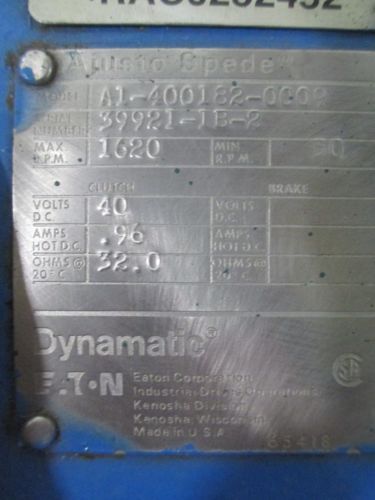 Ajusto Spede®
MODEL A1-400182-0009
SERIAL NUMBER 39921-1B-2
MAX R.P.M. 1620 MIN R.P.M. 90
CLUTCH BRAKE
VOLTS D.C. 40 VOLTS D.C.
AMPS HOT D.C. .96 AMPS HOT D.C.
OHMS @ 20°C 32.0 OHMS @ 20°C
Dynamatic®
E.T.N Eaton Corporation
Industrial Drives Operations
Kenosha Division
Kenosha, Wisconsin
Made in U.S.A.